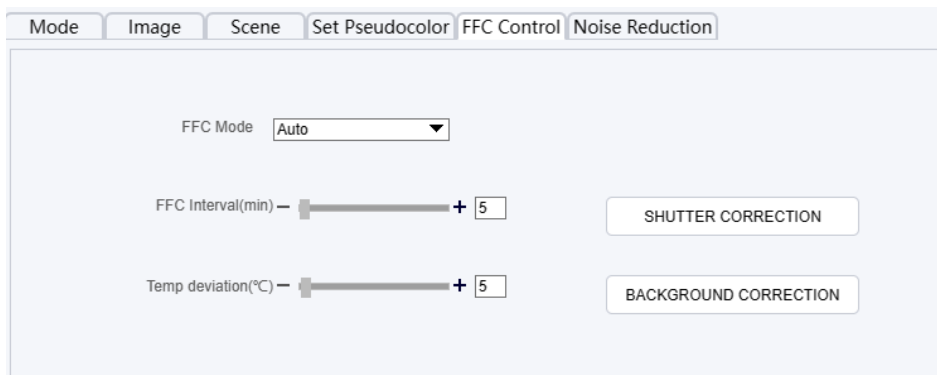 Mode Image Scene Set Pseudocolor FFC Control Noise Reduction
FFC Mode Auto
FFC Interval(min) − + 5 SHUTTER CORRECTION
Temp deviation(℃) − + 5 BACKGROUND CORRECTION